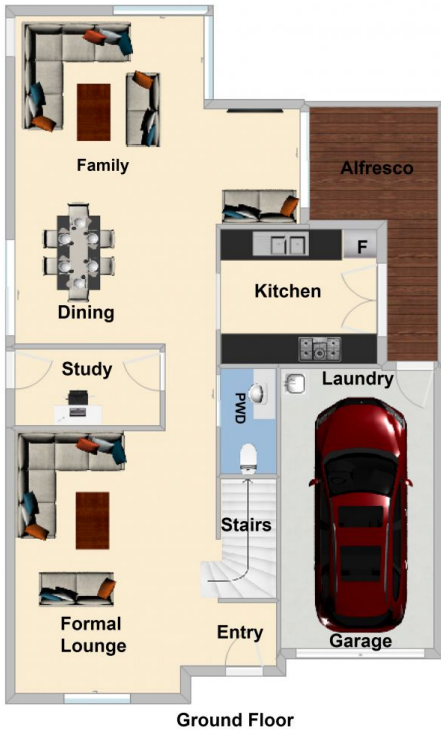 Family
Alfresco
F
Kitchen
Dining
Study
Laundry
PWD
Stairs
Formal
Lounge
Entry
Garage
Ground Floor